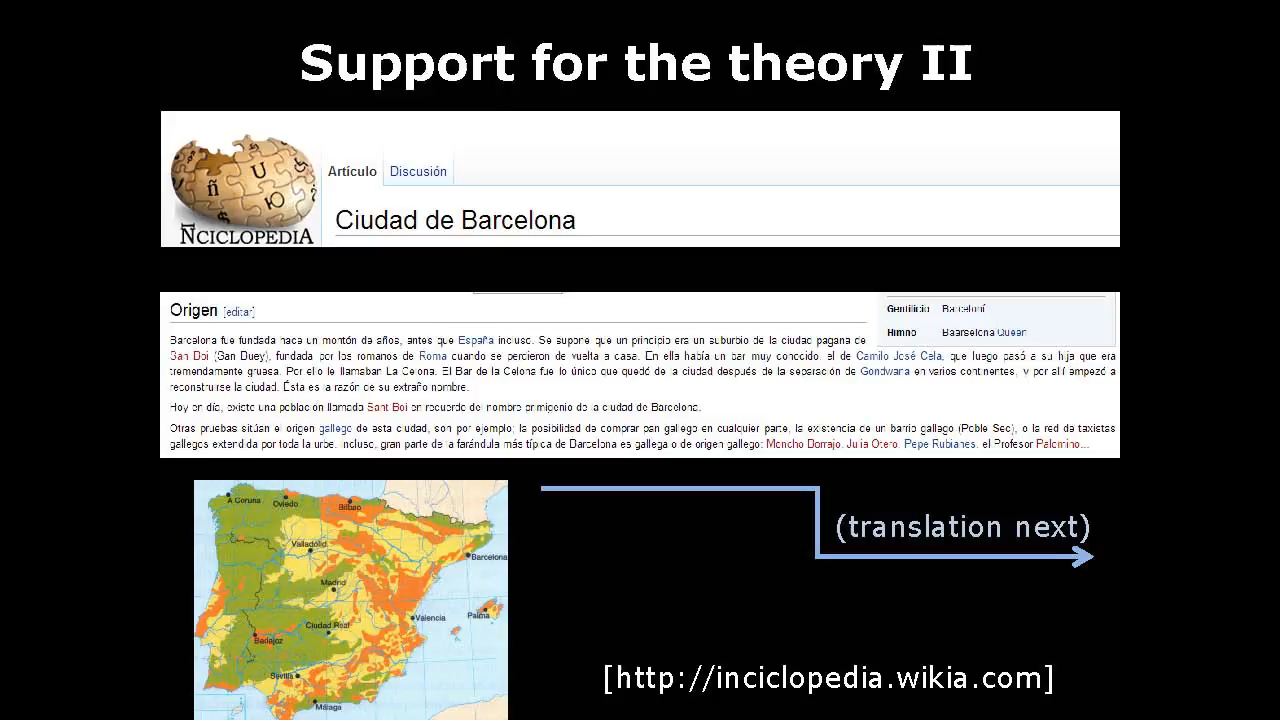 Support for the theory II
Artículo Discusión
ÑNCICLOPEDIA
Ciudad de Barcelona
Origen [editar]
Gentilicio Barceloní
Himno Baarselona Queen
Barcelona fue fundada hace un montón de años, antes que España incluso. Se supone que un principio era un suburbio de la ciudad pagana de
San Boi (San Buey), fundada por los romanos de Roma cuando se perdieron de vuelta a casa. En ella había un bar muy conocido, el de Camilo José Cela, que luego pasó a su hija que era
tremendamente gruesa. Por ello le llamaban La Celona. El Bar de la Celona fue lo único que quedó de la ciudad después de la separación de Gondwana en varios continentes, y por allí empezó a
reconstruirse la ciudad. Ésta es la razón de su extraño nombre.
Hoy en día, existe una población llamada Sant Boi en recuerdo del nombre primigenio de la ciudad de Barcelona.
Otras pruebas sitúan el origen gallego de esta ciudad, son por ejemplo; la posibilidad de comprar pan gallego en cualquier parte, la existencia de un barrio gallego (Poble Sec), o la red de taxistas
gallegos extendida por toda la urbe. Incluso, gran parte de la farándula más típica de Barcelona es gallega o de origen gallego: Moncho Borrajo, Julia Otero, Pepe Rubianes, el Profesor Palomino...
A Coruna
Oviedo
Bilbao
Valladolid
Barcelona
Madrid
Valencia
Palma
Ciudad Real
Badajoz
Sevilla
Málaga
(translation next)
[http://inciclopedia.wikia.com]